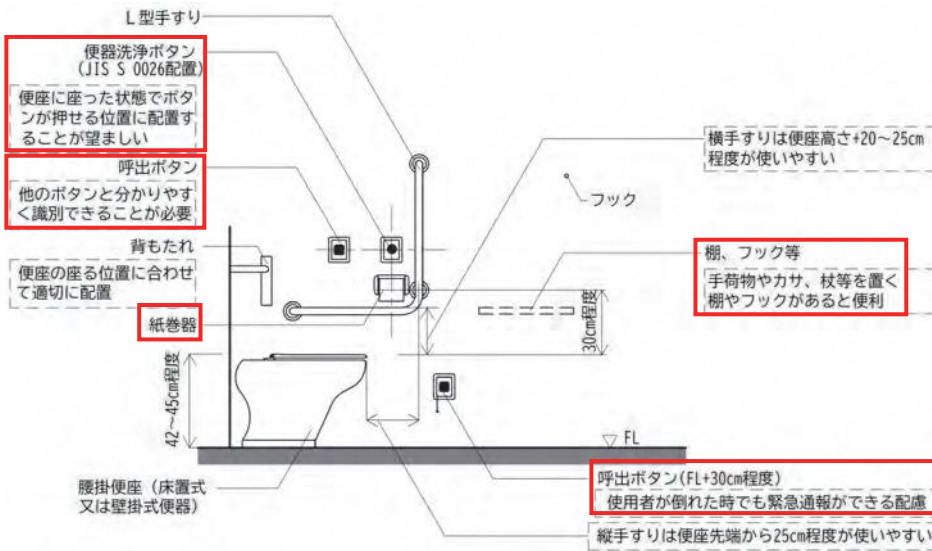 L型手すり
便器洗浄ボタン
(JIS S 0026配置)
便座に座った状態でボタ
ンが押せる位置に配置す
ることが望ましい
呼出ボタン
他のボタンと分かりやす
く識別できることが必要
背もたれ
便座の座る位置に合わせ
て適切に配置
紙巻器
42～45cm程度
腰掛便座（床置式
又は壁掛式便器）
横手すりは便座高さ+20～25cm
程度が使いやすい
フック
棚、フック等
手荷物やカサ、杖等を置く
棚やフックがあると便利
30cm程度
FL
呼出ボタン(FL+30cm程度)
使用者が倒れた時でも緊急通報ができる配慮
縦手すりは便座先端から25cm程度が使いやすい